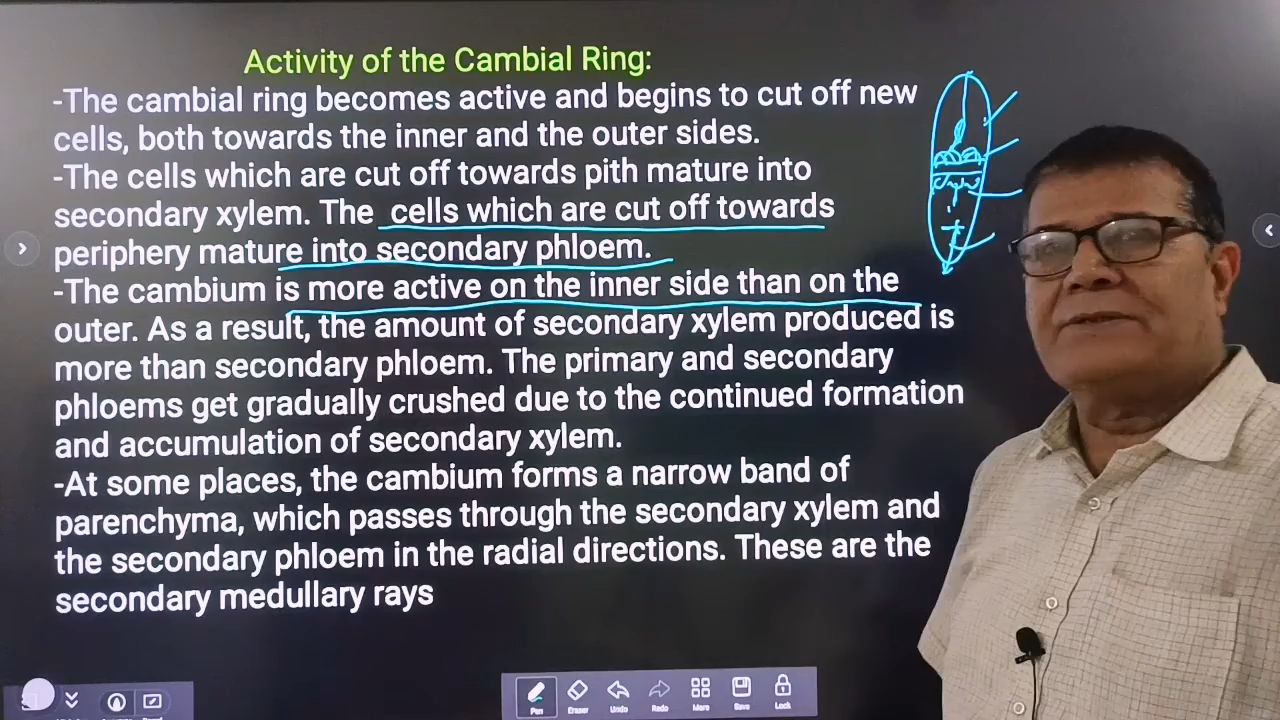 Activity of the Cambial Ring:
-The cambial ring becomes active and begins to cut off new
cells, both towards the inner and the outer sides.
-The cells which are cut off towards pith mature into
secondary xylem. The cells which are cut off towards
periphery mature into secondary phloem.
-The cambium is more active on the inner side than on the
outer. As a result, the amount of secondary xylem produced is
more than secondary phloem. The primary and secondary
phloems get gradually crushed due to the continued formation
and accumulation of secondary xylem.
-At some places, the cambium forms a narrow band of
parenchyma, which passes through the secondary xylem and
the secondary phloem in the radial directions. These are the
secondary medullary rays
Pen Eraser Undo Redo More Save Lock